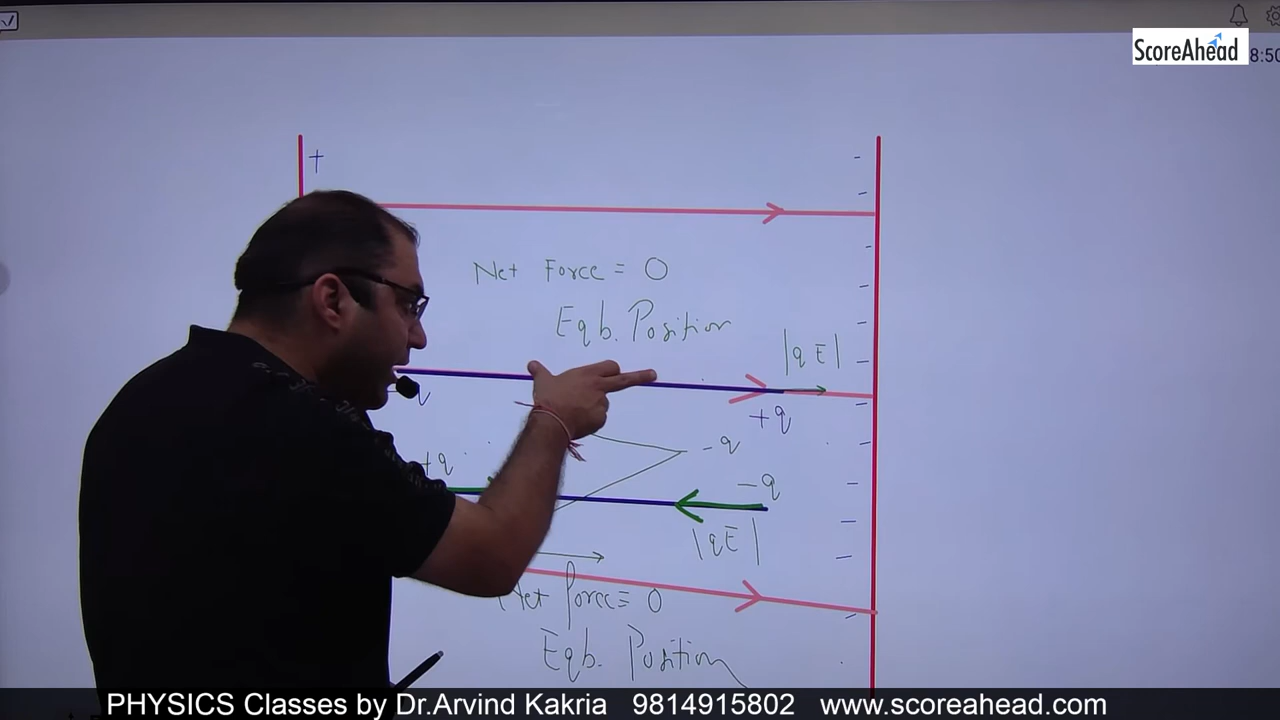 ScoreAhead
8:50
+
Net Force = 0
Eqb. Position
|qE|
+q
-q
+q
-q
|qE|
Net force = 0
Eqb. Position
PHYSICS Classes by Dr.Arvind Kakria 9814915802 www.scoreahead.com